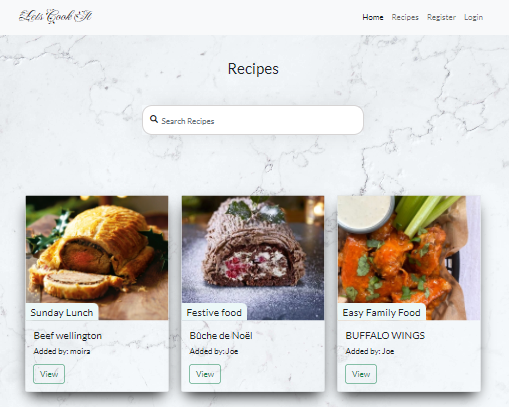 Lets Cook It
Home Recipes Register Login
Recipes
Search Recipes
Sunday Lunch
Festive food
Easy Family Food
Beef wellington
Bûche de Noël
BUFFALO WINGS
Added by: moira
Added by: Joe
Added by: Joe
View
View
View